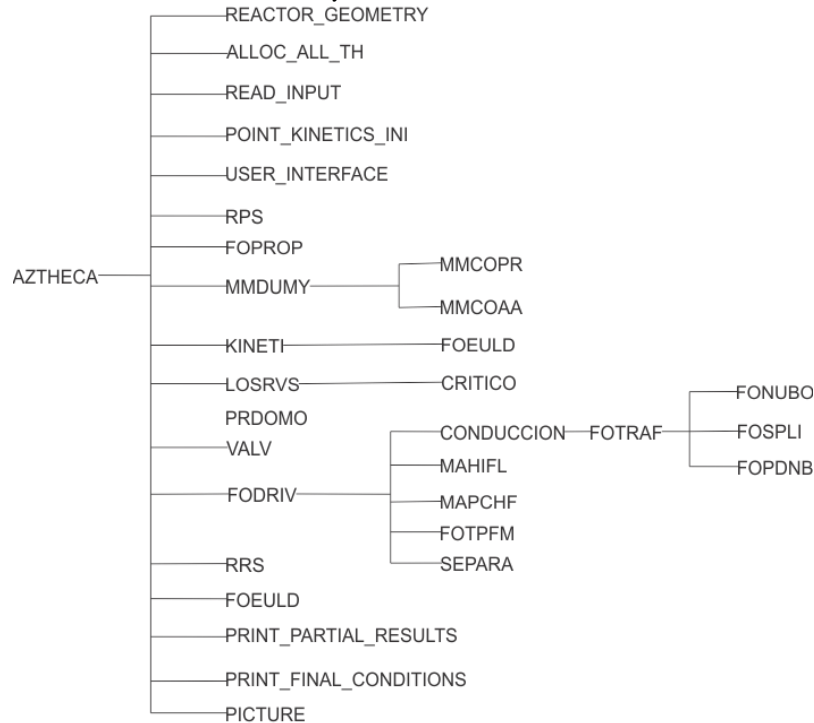 REACTOR_GEOMETRY
ALLOC_ALL_TH
READ_INPUT
POINT_KINETICS_INI
USER_INTERFACE
RPS
FOPROP
AZTHECA
MMDUMY
MMCOPR
MMCOAA
KINETI
FOEULD
LOSRVS
CRITICO
PRDOMO
VALV
FODRIV
CONDUCCION
FOTRAF
FONUBO
FOSPLI
FOPDNB
MAHIFL
MAPCHF
FOTPFM
SEPARA
RRS
FOEULD
PRINT_PARTIAL_RESULTS
PRINT_FINAL_CONDITIONS
PICTURE